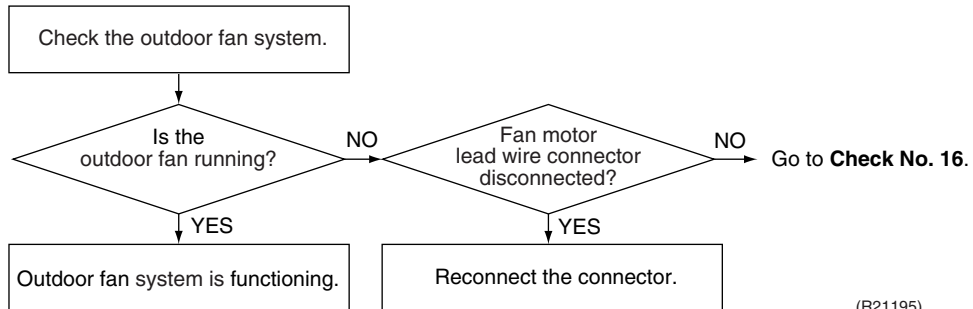 Check the outdoor fan system.
Is the
outdoor fan running?
NO
Fan motor
lead wire connector
disconnected?
NO
Go to Check No. 16.
YES
YES
Outdoor fan system is functioning.
Reconnect the connector.
(R21195)